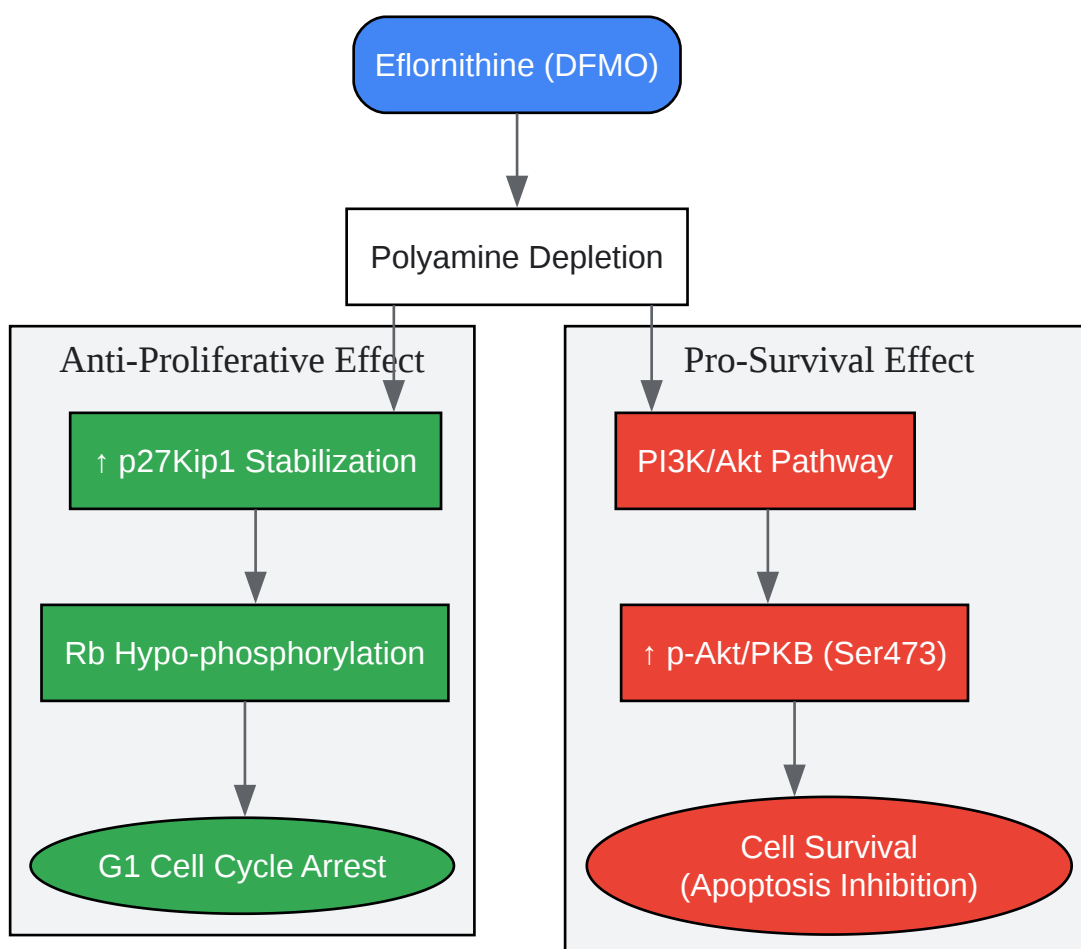 Eflornithine (DFMO)
Polyamine Depletion
Anti-Proliferative Effect
↑ p27Kip1 Stabilization
Rb Hypo-phosphorylation
G1 Cell Cycle Arrest
Pro-Survival Effect
PI3K/Akt Pathway
↑ p-Akt/PKB (Ser473)
Cell Survival
(Apoptosis Inhibition)